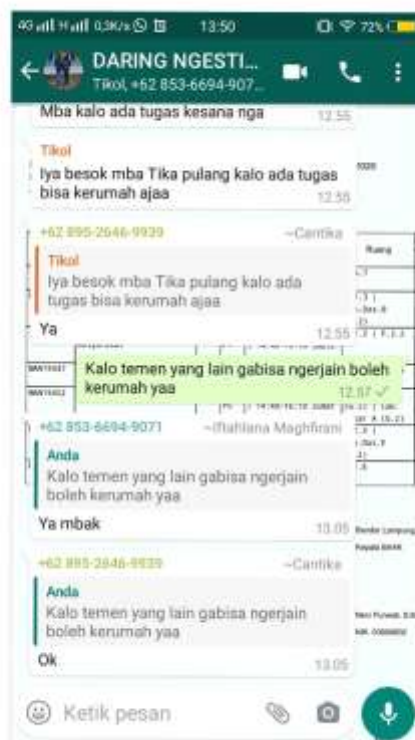 13:50
72%
DARING NGESTI...
Tikol, +62 853-6694-907...
Mba kalo ada tugas kesana nga
12.55
Tikol
Iya besok mba Tika pulang kalo ada tugas
bisa kerumah ajaa
12.55
+62 895-2646-9939 ~Cantika
Tikol
Iya besok mba Tika pulang kalo ada
tugas bisa kerumah ajaa
Ya
12.55
Ruang
Kalo temen yang lain gabisa ngerjain boleh
kerumah yaa
12.57
+62 853-6694-9071 ~Iftahliana Maghfirani
Anda
Kalo temen yang lain gabisa ngerjain
boleh kerumah yaa
Ya mbak
13.05
+62 895-2646-9939 ~Cantika
Anda
Kalo temen yang lain gabisa ngerjain
boleh kerumah yaa
Ok
13.05
Ketik pesan